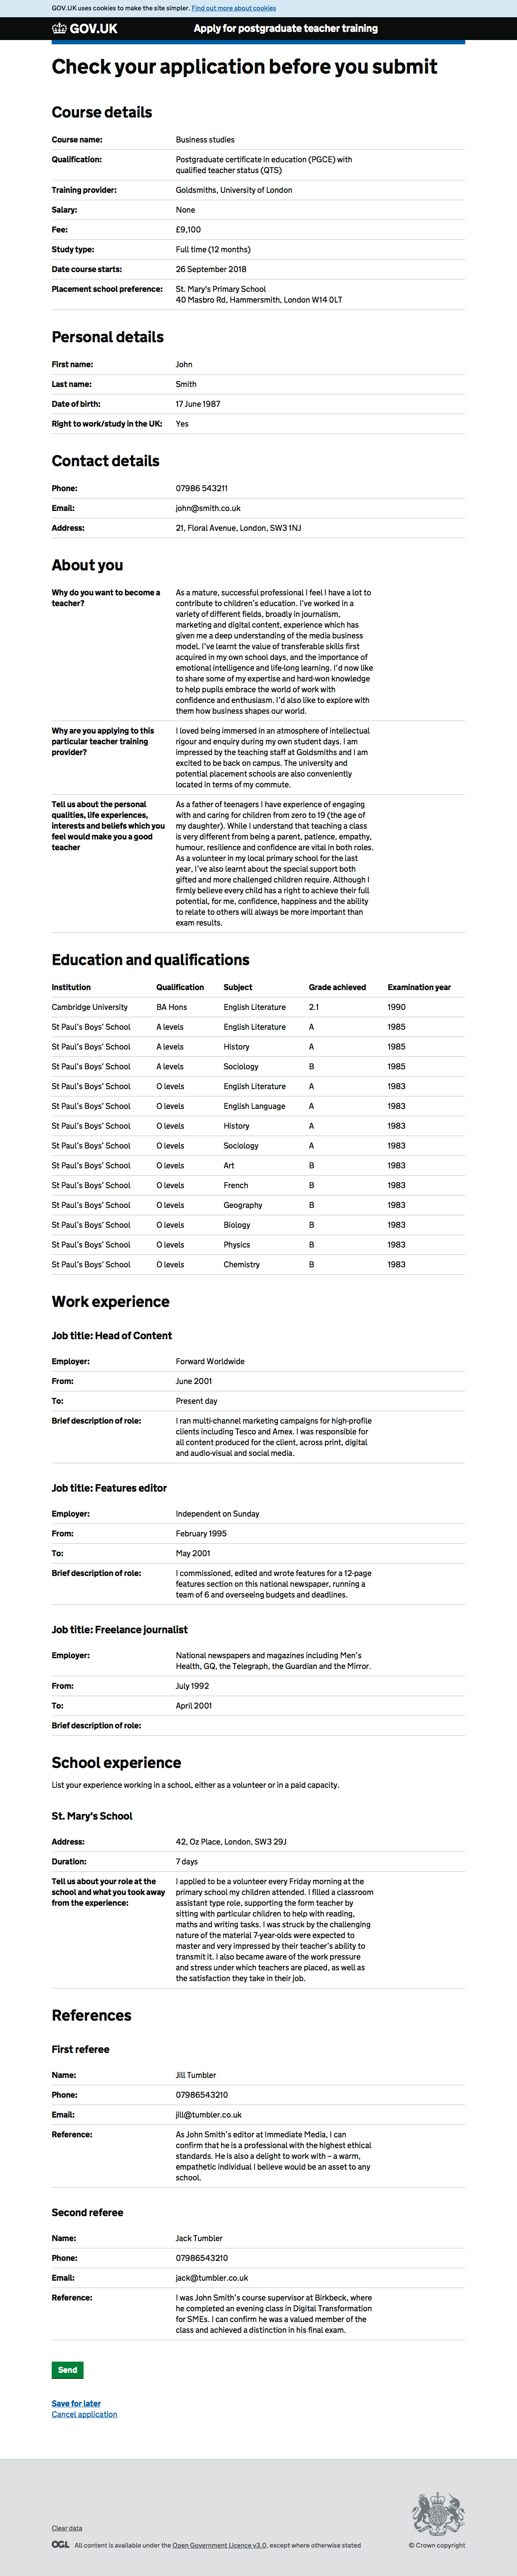 GOV.UK uses cookies to make the site simpler. Find out more about cookies
GOV.UK Apply for postgraduate teacher training
Check your application before you submit
Course details
Course name: Business studies
Qualification: Postgraduate certificate in education (PGCE) with
qualified teacher status (QTS)
Training provider: Goldsmiths, University of London
Salary: None
Fee: £9,100
Study type: Full time (12 months)
Date course starts: 26 September 2018
Placement school preference: St. Mary's Primary School
40 Masbro Rd, Hammersmith, London W14 0LT
Personal details
First name: John
Last name: Smith
Date of birth: 17 June 1987
Right to work/study in the UK: Yes
Contact details
Phone: 07986 543211
Email: john@smith.co.uk
Address: 21, Floral Avenue, London, SW3 1NJ
About you
Why do you want to become a
teacher?
As a mature, successful professional I feel I have a lot to
contribute to children's education. I've worked in a
variety of different fields, broadly in journalism,
marketing and digital content, experience which has
given me a deep understanding of the media business
model. I've learnt the value of transferable skills first
acquired in my own school days, and the importance of
emotional intelligence and life-long learning. I'd now like
to share some of my expertise and hard-won knowledge
to help pupils embrace the world of work with
confidence and enthusiasm. I'd also like to explore with
them how business shapes our world.
Why are you applying to this
particular teacher training
provider?
I loved being immersed in an atmosphere of intellectual
rigour and enquiry during my own student days. I am
impressed by the teaching staff at Goldsmiths and I am
excited to be back on campus. The university and
potential placement schools are also conveniently
located in terms of my commute.
Tell us about the personal
qualities, life experiences,
interests and beliefs which you
feel would make you a good
teacher
As a father of teenagers I have experience of engaging
with and caring for children from zero to 19 (the age of
my daughter). While I understand that teaching a class
is very different from being a parent, patience, empathy,
humour, resilience and confidence are vital in both roles.
As a volunteer in my local primary school for the last
year, I've also learnt about the special support both
gifted and more challenged children require. Although I
firmly believe every child has a right to achieve their full
potential, for me, confidence, happiness and the ability
to relate to others will always be more important than
exam results.
Education and qualifications
Institution Qualification Subject Grade achieved Examination year
Cambridge University BA Hons English Literature 2.1 1990
St Paul's Boys' School A levels English Literature A 1985
St Paul's Boys' School A levels History A 1985
St Paul's Boys' School A levels Sociology B 1985
St Paul's Boys' School O levels English Literature A 1983
St Paul's Boys' School O levels English Language A 1983
St Paul's Boys' School O levels History A 1983
St Paul's Boys' School O levels Sociology A 1983
St Paul's Boys' School O levels Art B 1983
St Paul's Boys' School O levels French B 1983
St Paul's Boys' School O levels Geography B 1983
St Paul's Boys' School O levels Biology B 1983
St Paul's Boys' School O levels Physics B 1983
St Paul's Boys' School O levels Chemistry B 1983
Work experience
Job title: Head of Content
Employer: Forward Worldwide
From: June 2001
To: Present day
Brief description of role: I ran multi-channel marketing campaigns for high-profile
clients including Tesco and Amex. I was responsible for
all content produced for the client, across print, digital
and audio-visual and social media.
Job title: Features editor
Employer: Independent on Sunday
From: February 1995
To: May 2001
Brief description of role: I commissioned, edited and wrote features for a 12-page
features section on this national newspaper, running a
team of 6 and overseeing budgets and deadlines.
Job title: Freelance journalist
Employer: National newspapers and magazines including Men's
Health, GQ, the Telegraph, the Guardian and the Mirror.
From: July 1992
To: April 2001
Brief description of role:
School experience
List your experience working in a school, either as a volunteer or in a paid capacity.
St. Mary's School
Address: 42, Oz Place, London, SW3 29J
Duration: 7 days
Tell us about your role at the
school and what you took away
from the experience:
I applied to be a volunteer every Friday morning at the
primary school my children attended. I filled a classroom
assistant type role, supporting the form teacher by
sitting with particular children to help with reading,
maths and writing tasks. I was struck by the challenging
nature of the material 7-year-olds were expected to
master and very impressed by their teacher's ability to
transmit it. I also became aware of the work pressure
and stress under which teachers are placed, as well as
the satisfaction they take in their job.
References
First referee
Name: Jill Tumbler
Phone: 07986543210
Email: jill@tumbler.co.uk
Reference: As John Smith's editor at Immediate Media, I can
confirm that he is a professional with the highest ethical
standards. He is also a delight to work with – a warm,
empathetic individual I believe would be an asset to any
school.
Second referee
Name: Jack Tumbler
Phone: 07986543210
Email: jack@tumbler.co.uk
Reference: I was John Smith's course supervisor at Birkbeck, where
he completed an evening class in Digital Transformation
for SMEs. I can confirm he was a valued member of the
class and achieved a distinction in his final exam.
Send
Save for later
Cancel application
Clear data
OGL All content is available under the Open Government Licence v3.0, except where otherwise stated
© Crown copyright